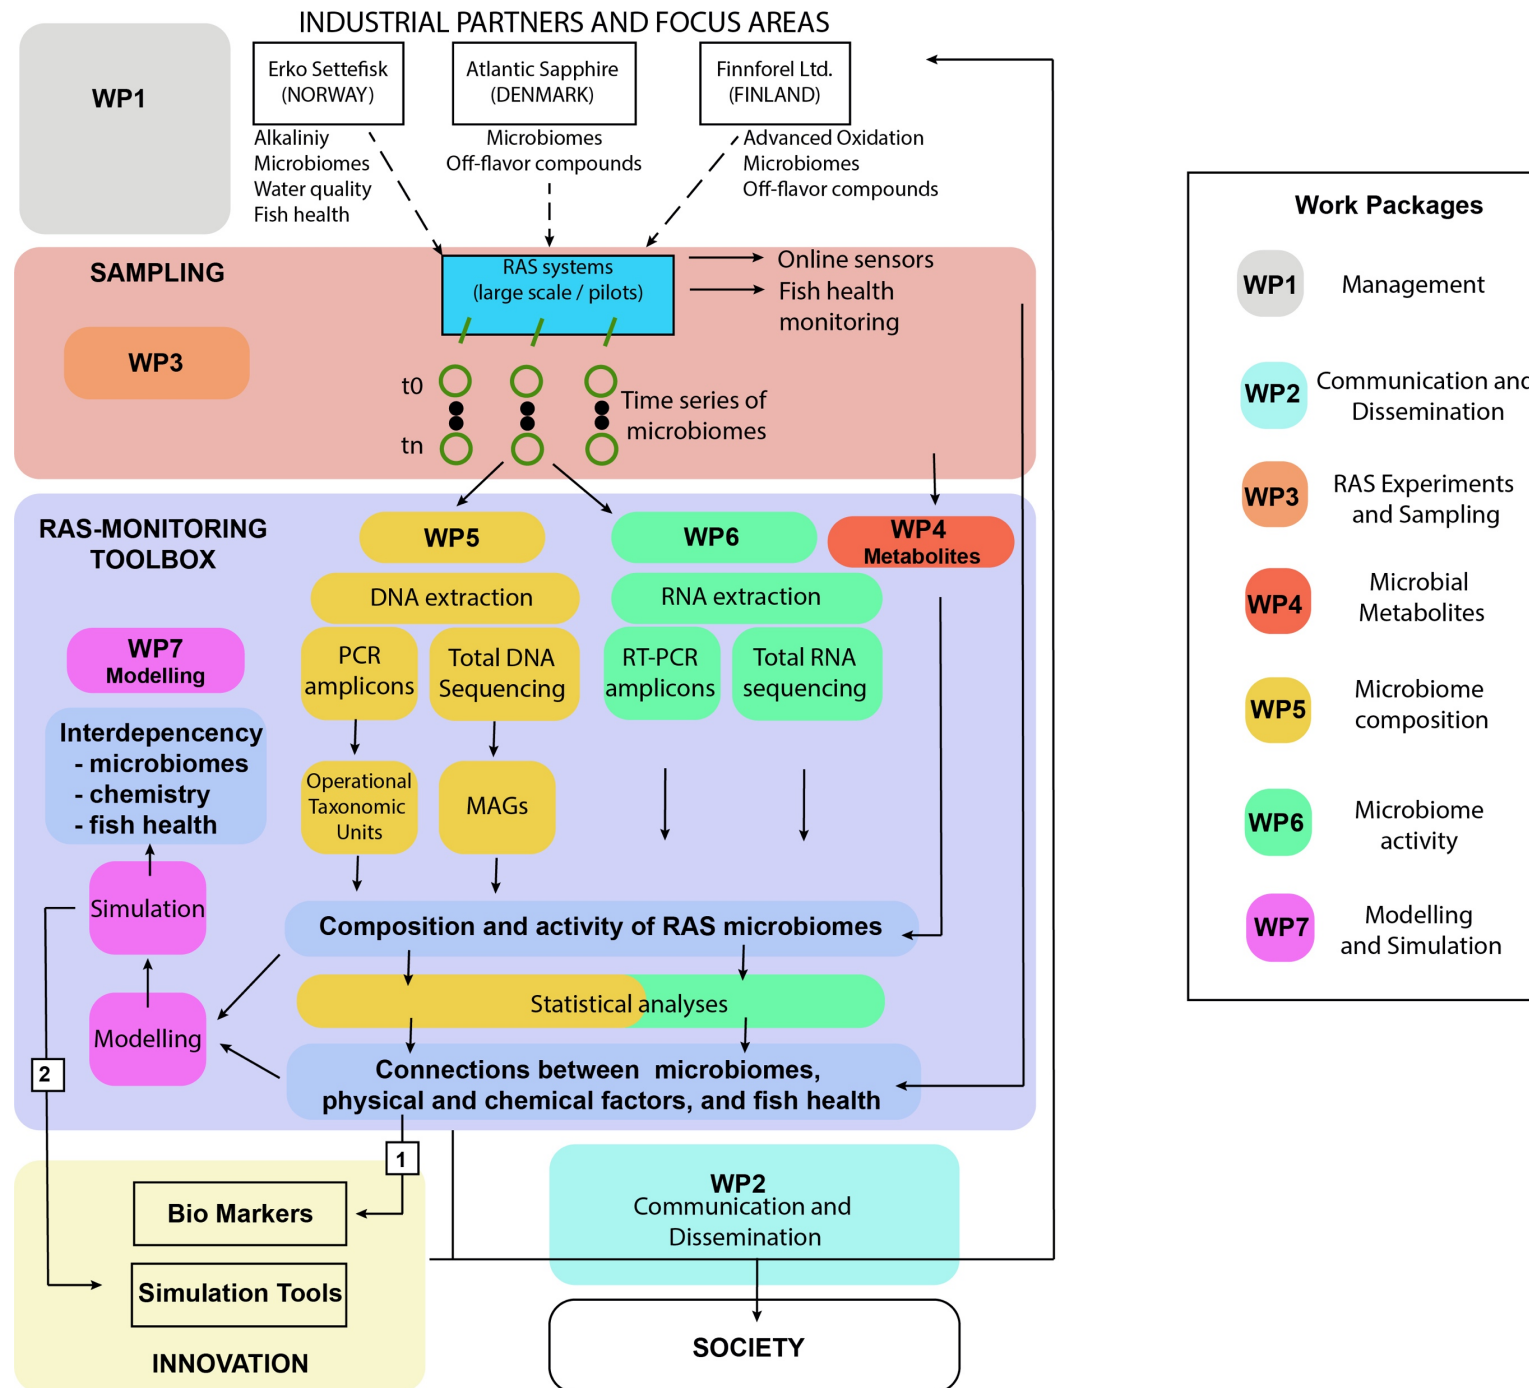 INDUSTRIAL PARTNERS AND FOCUS AREAS
WP1
Erko Settefisk
(NORWAY)
Atlantic Sapphire
(DENMARK)
Finnforel Ltd.
(FINLAND)
Alkaliniy
Microbiomes
Water quality
Fish health
Microbiomes
Off-flavor compounds
Advanced Oxidation
Microbiomes
Off-flavor compounds
SAMPLING
WP3
RAS systems
(large scale / pilots)
Online sensors
Fish health
monitoring
t0
tn
Time series of
microbiomes
RAS-MONITORING
TOOLBOX
WP5
WP6
WP4
Metabolites
DNA extraction
RNA extraction
PCR
amplicons
Total DNA
Sequencing
RT-PCR
amplicons
Total RNA
sequencing
WP7
Modelling
Interdepencency
- microbiomes
- chemistry
- fish health
Operational
Taxonomic
Units
MAGs
Simulation
Modelling
Composition and activity of RAS microbiomes
Statistical analyses
Connections between microbiomes,
physical and chemical factors, and fish health
2
1
Bio Markers
Simulation Tools
INNOVATION
WP2
Communication and
Dissemination
SOCIETY
Work Packages
WP1
Management
WP2
Communication and
Dissemination
WP3
RAS Experiments
and Sampling
WP4
Microbial
Metabolites
WP5
Microbiome
composition
WP6
Microbiome
activity
WP7
Modelling
and Simulation